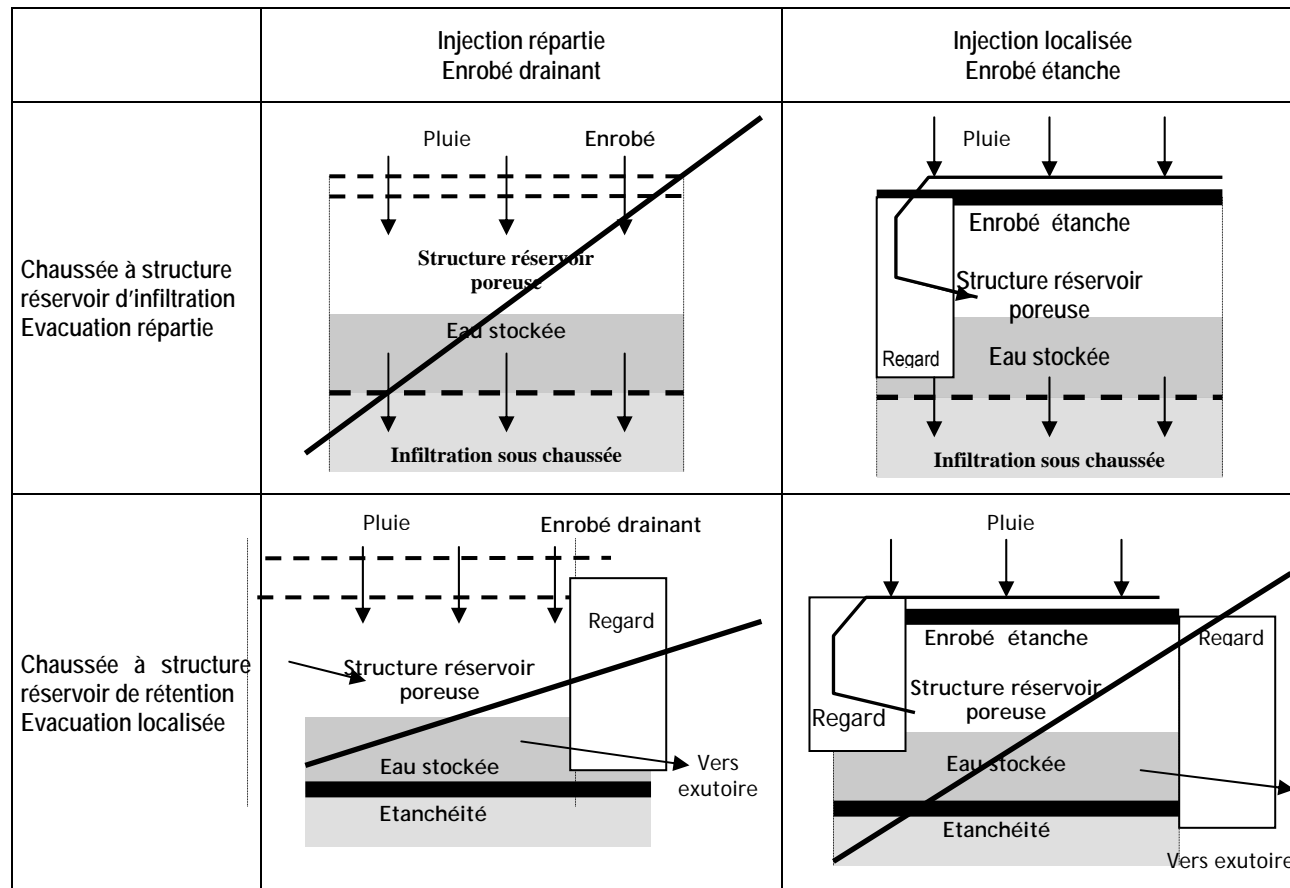 Injection répartie
Enrobé drainant
Injection localisée
Enrobé étanche
Chaussée à structure
réservoir d'infiltration
Evacuation répartie
Pluie
Enrobé
Structure réservoir
poreuse
Eau stockée
Infiltration sous chaussée
Pluie
Enrobé étanche
Structure réservoir
poreuse
Regard
Eau stockée
Infiltration sous chaussée
Chaussée à structure
réservoir de rétention
Evacuation localisée
Pluie
Enrobé drainant
Regard
Structure réservoir
poreuse
Eau stockée
Vers
exutoire
Etanchéité
Pluie
Enrobé étanche
Regard
Structure réservoir
poreuse
Regard
Eau stockée
Etanchéité
Vers exutoire